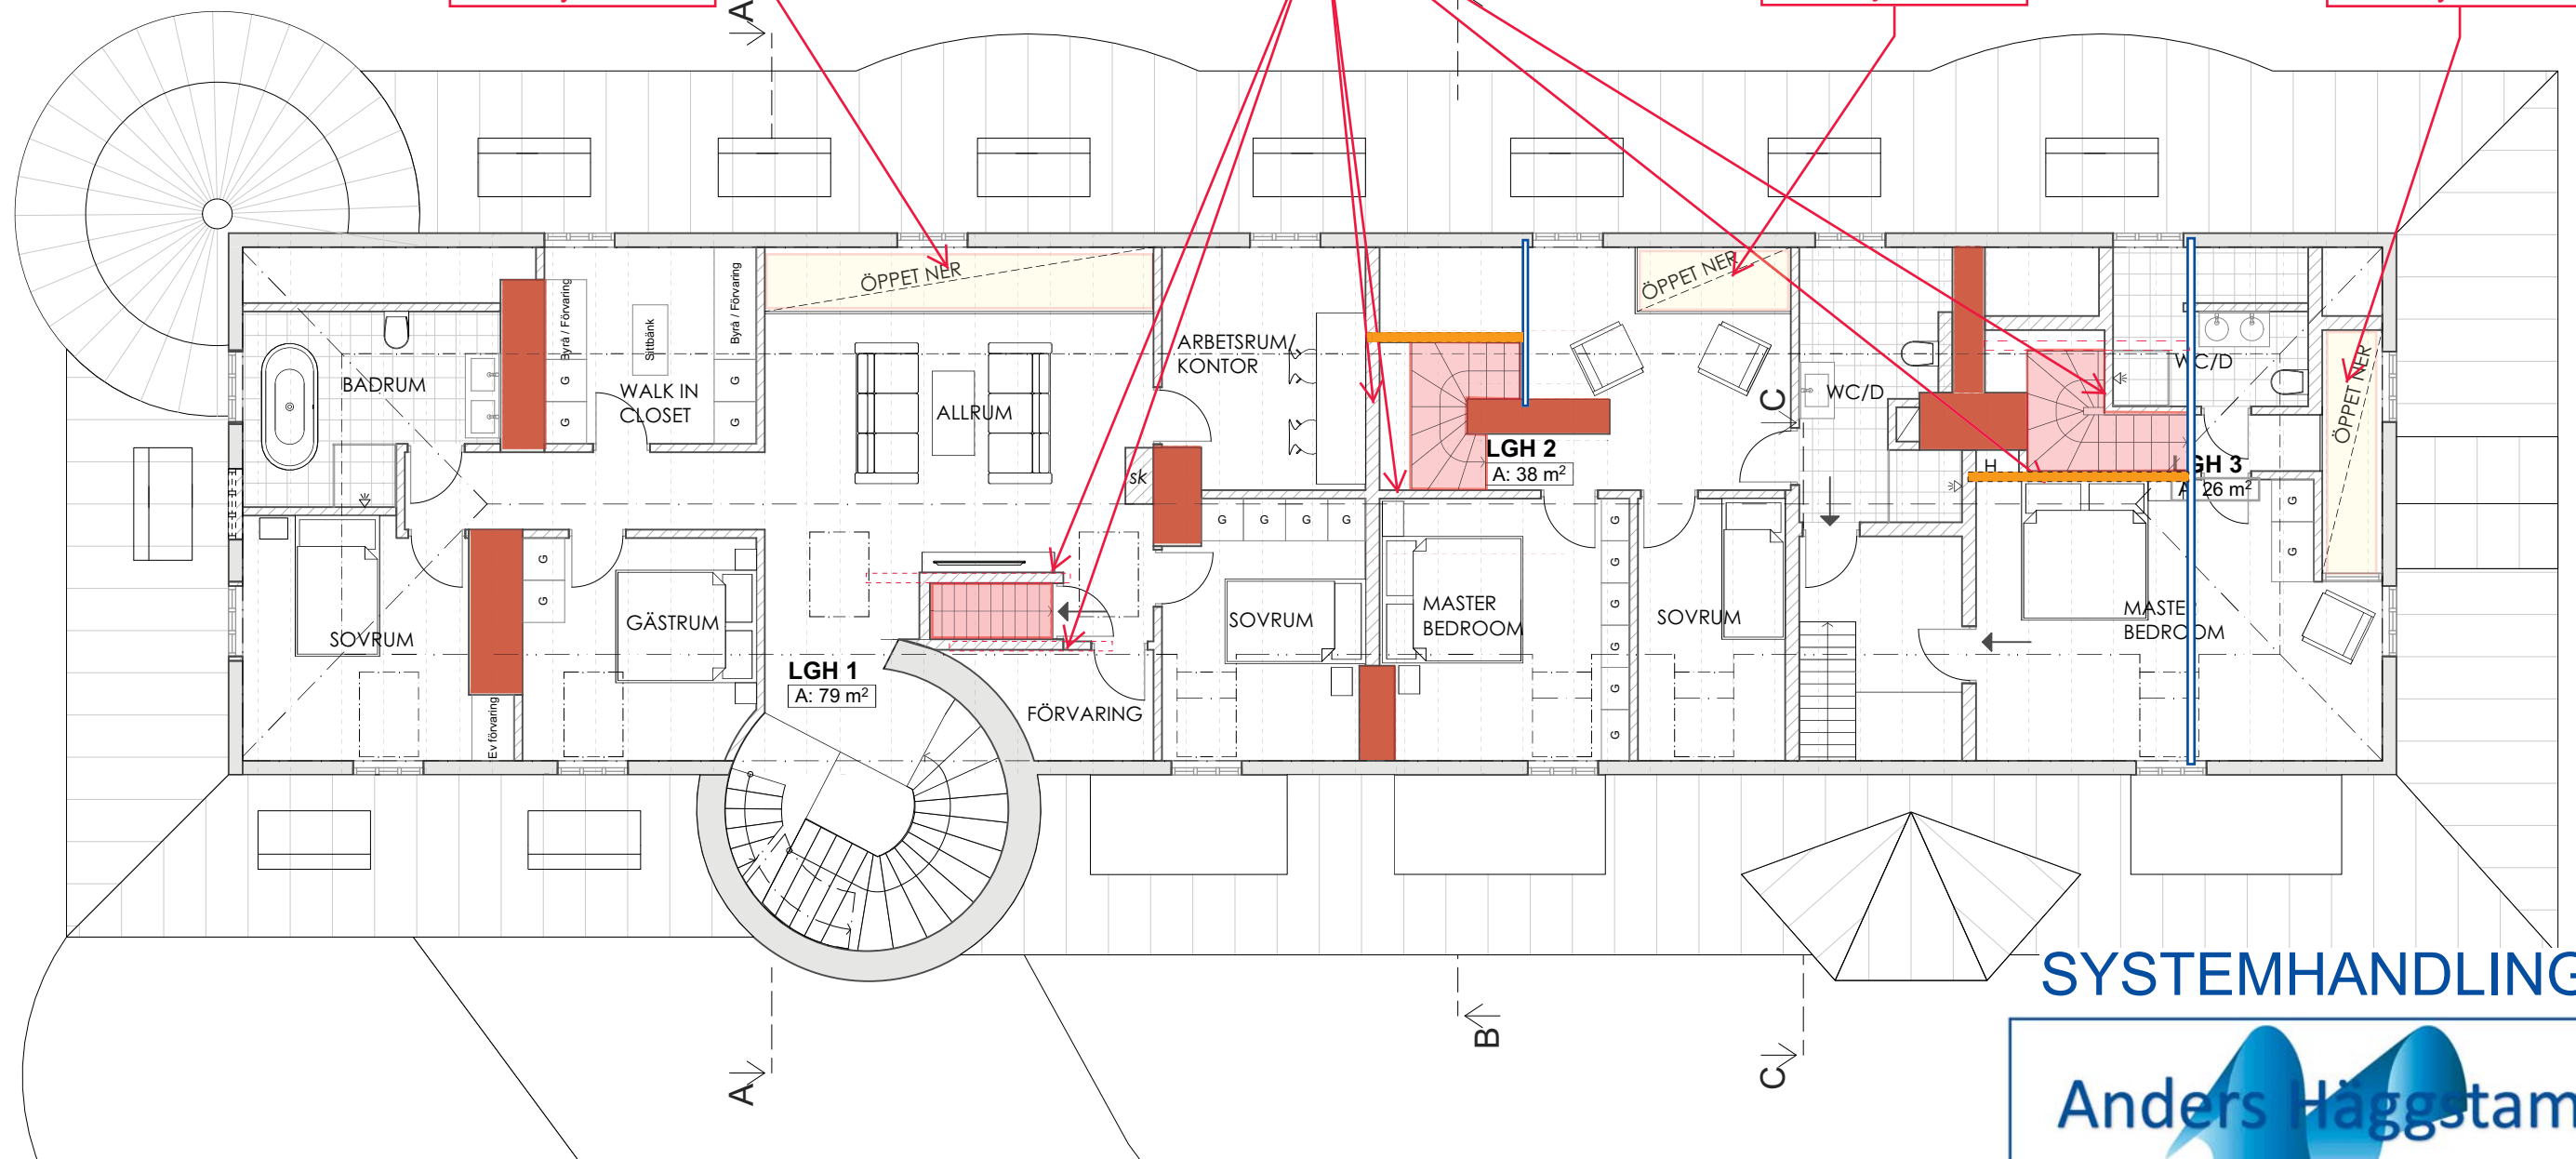 A
ÖPPET NER
ÖPPET NER
Byrå / Förvaring
Sittbänk
Byrå / Förvaring
BADRUM
G
G
WALK IN
CLOSET
G
G
ALLRUM
ARBETSRUM/
KONTOR
C
WC/D
WC/D
ÖPPET NER
LGH 2
A: 38 m²
sk
H
LGH 3
A: 26 m²
G
G
G
G
G
G
G
G
G
G
G
G
G
G
SOVRUM
GÄSTRUM
SOVRUM
MASTER
BEDROOM
SOVRUM
MASTER
BEDROOM
LGH 1
A: 79 m²
FÖRVARING
Ev förvaring
B
C
A
SYSTEMHANDLING
Anders Häggstam